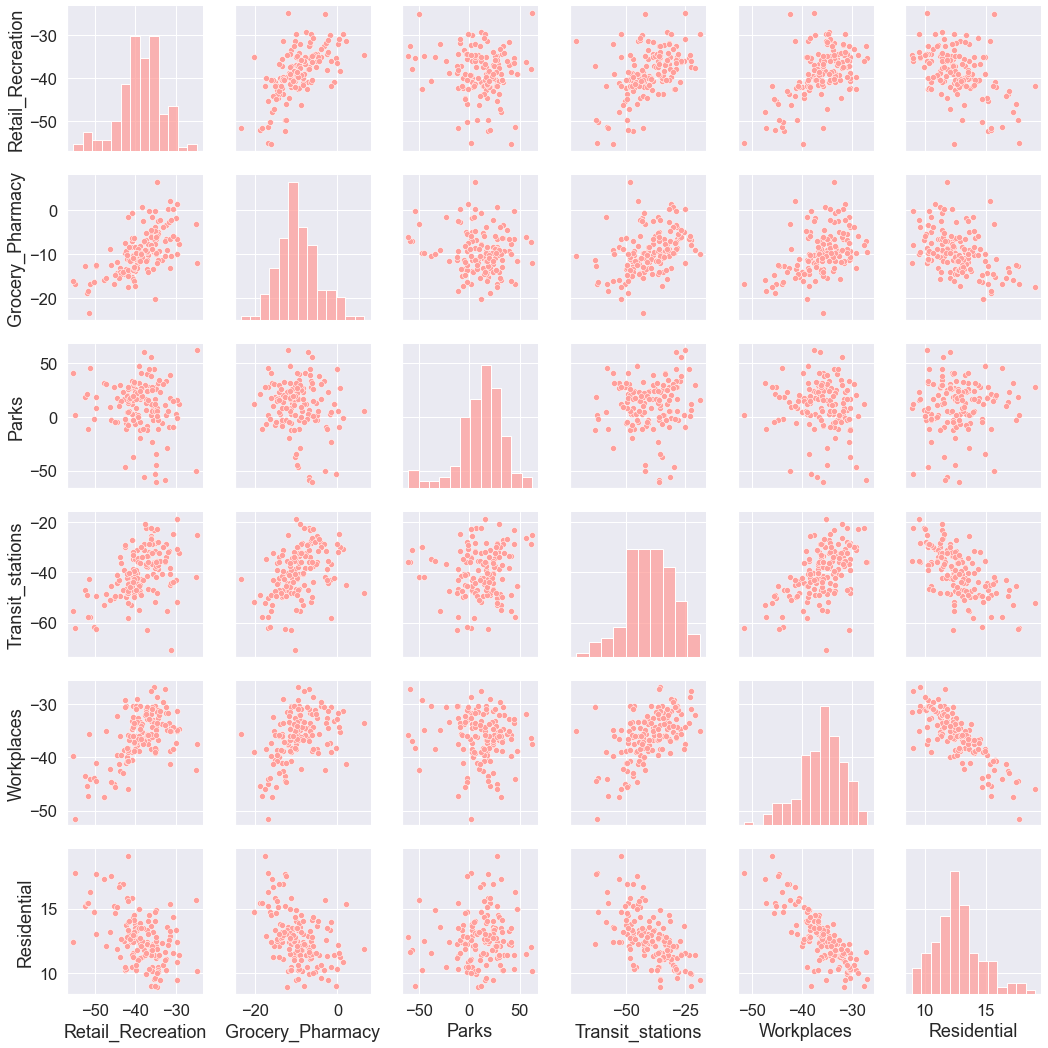 Retail_Recreation
−30
−40
−50
Grocery_Pharmacy
0
−10
−20
Parks
50
0
−50
Transit_stations
−20
−40
−60
Workplaces
−30
−40
−50
Residential
15
10
−50 −40 −30 −20 0 −50 0 50 −50 −25 −50 −40 −30 10 15
Retail_Recreation Grocery_Pharmacy Parks Transit_stations Workplaces Residential